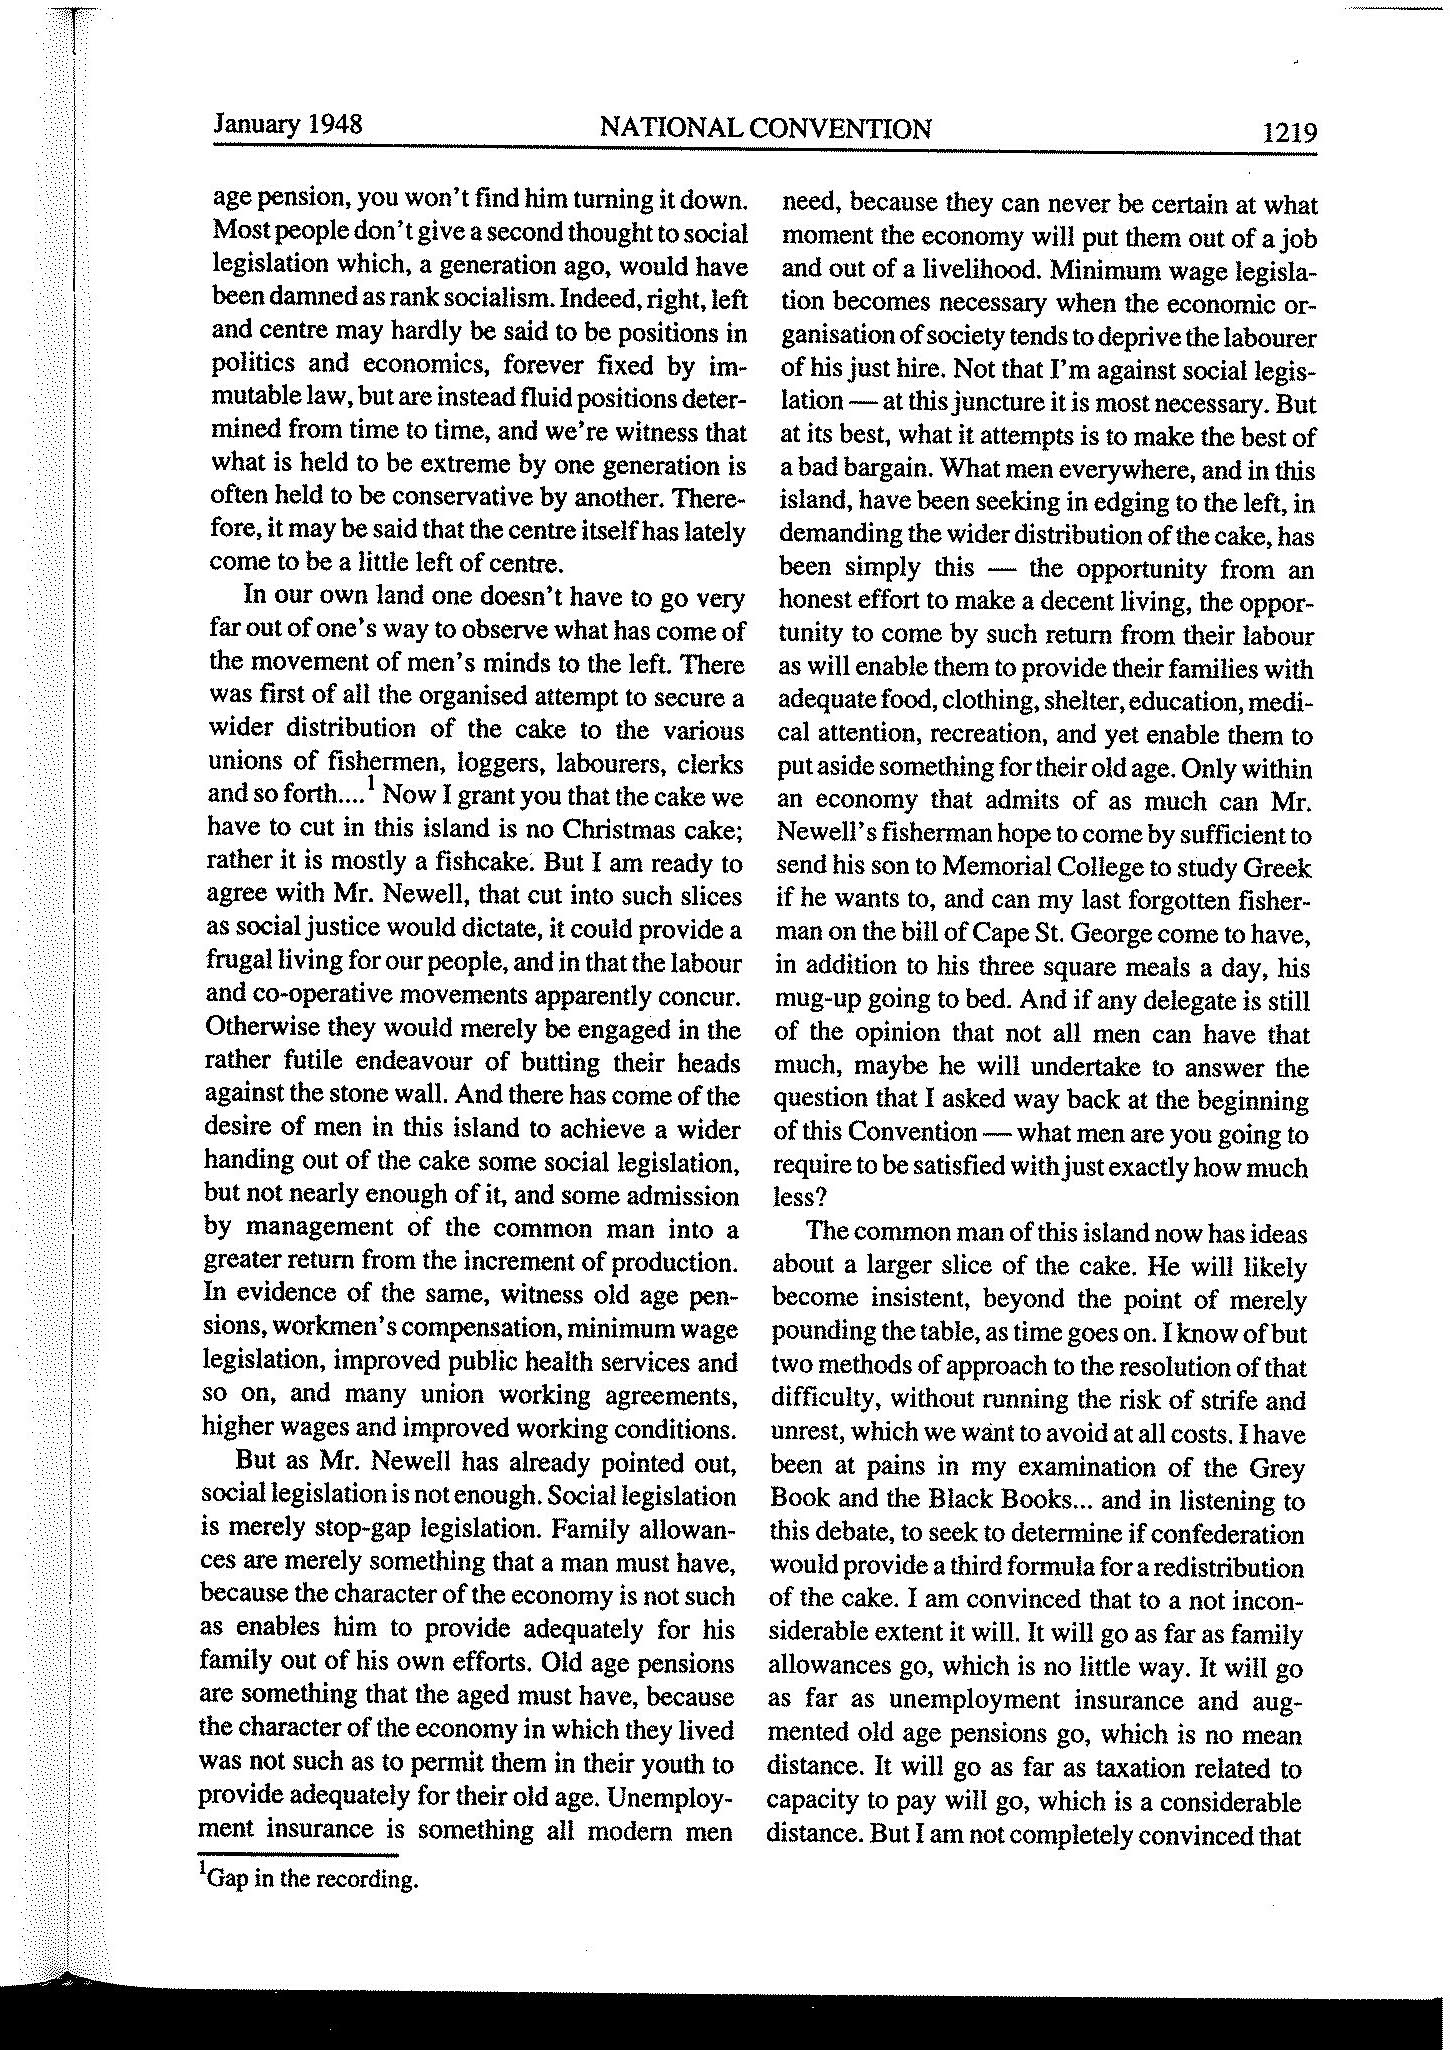 January 1948 NATIONAL CONVENTION 1219
age pension, you won't find him turning it down.
Most people don't give a second thought to social
legislation which, a generation ago, would have
been damned as rank socialism. Indeed, right, left
and centre may hardly be said to be positions in
politics and economics, forever fixed by im-
mutable law, but are instead fluid positions deter-
mined from time to time, and we're witness that
what is held to be extreme by one generation is
often held to be conservative by another. There-
fore, it may be said that the centre itself has lately
come to be a little left of centre.
In our own land one doesn't have to go very
far out of one's way to observe what has come of
the movement of men's minds to the left. There
was first of all the organised attempt to secure a
wider distribution of the cake to the various
unions of fishermen, loggers, labourers, clerks
and so forth....¹ Now I grant you that the cake we
have to cut in this island is no Christmas cake;
rather it is mostly a fishcake. But I am ready to
agree with Mr. Newell, that cut into such slices
as social justice would dictate, it could provide a
frugal living for our people, and in that the labour
and co-operative movements apparently concur.
Otherwise they would merely be engaged in the
rather futile endeavour of butting their heads
against the stone wall. And there has come of the
desire of men in this island to achieve a wider
handing out of the cake some social legislation,
but not nearly enough of it, and some admission
by management of the common man into a
greater return from the increment of production.
In evidence of the same, witness old age pen-
sions, workmen's compensation, minimum wage
legislation, improved public health services and
so on, and many union working agreements,
higher wages and improved working conditions.
But as Mr. Newell has already pointed out,
social legislation is not enough. Social legislation
is merely stop-gap legislation. Family allowan-
ces are merely something that a man must have,
because the character of the economy is not such
as enables him to provide adequately for his
family out of his own efforts. Old age pensions
are something that the aged must have, because
the character of the economy in which they lived
was not such as to permit them in their youth to
provide adequately for their old age. Unemploy-
ment insurance is something all modern men
¹Gap in the recording.
need, because they can never be certain at what
moment the economy will put them out of a job
and out of a livelihood. Minimum wage legisla-
tion becomes necessary when the economic or-
ganisation of society tends to deprive the labourer
of his just hire. Not that I'm against social legis-
lation — at this juncture it is most necessary. But
at its best, what it attempts is to make the best of
a bad bargain. What men everywhere, and in this
island, have been seeking in edging to the left, in
demanding the wider distribution of the cake, has
been simply this — the opportunity from an
honest effort to make a decent living, the oppor-
tunity to come by such return from their labour
as will enable them to provide their families with
adequate food, clothing, shelter, education, medi-
cal attention, recreation, and yet enable them to
put aside something for their old age. Only within
an economy that admits of as much can Mr.
Newell's fisherman hope to come by sufficient to
send his son to Memorial College to study Greek
if he wants to, and can my last forgotten fisher-
man on the bill of Cape St. George come to have,
in addition to his three square meals a day, his
mug-up going to bed. And if any delegate is still
of the opinion that not all men can have that
much, maybe he will undertake to answer the
question that I asked way back at the beginning
of this Convention — what men are you going to
require to be satisfied with just exactly how much
less?
The common man of this island now has ideas
about a larger slice of the cake. He will likely
become insistent, beyond the point of merely
pounding the table, as time goes on. I know of but
two methods of approach to the resolution of that
difficulty, without running the risk of strife and
unrest, which we want to avoid at all costs. I have
been at pains in my examination of the Grey
Book and the Black Books... and in listening to
this debate, to seek to determine if confederation
would provide a third formula for a redistribution
of the cake. I am convinced that to a not incon-
siderable extent it will. It will go as far as family
allowances go, which is no little way. It will go
as far as unemployment insurance and aug-
mented old age pensions go, which is no mean
distance. It will go as far as taxation related to
capacity to pay will go, which is a considerable
distance. But I am not completely convinced that